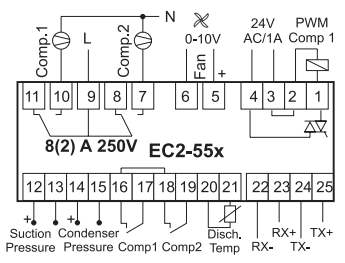 N
Comp.1
L
Comp.2
0-10V
Fan
+
24V
AC/1A
PWM
Comp 1
11 10 9 8 7 6 5 4 3 2 1
8(2) A 250V
EC2-55x
16 18
12 13 14 15 17 19 20 21 22 23 24 25
+ +
Suction
Pressure
Condenser
Pressure
Comp1
Comp2
Disch.
Temp
RX-
RX+
TX-
TX+